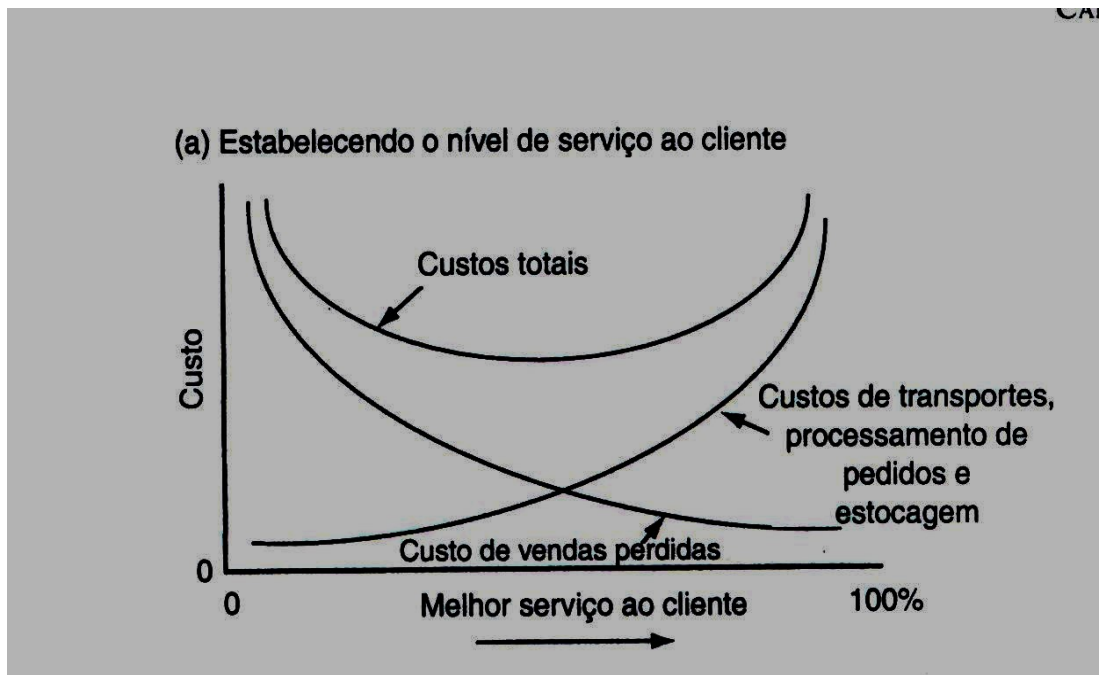 (a) Estabelecendo o nível de serviço ao cliente
Custos totais
Custo
Custos de transportes,
processamento de
pedidos e
estocagem
Custo de vendas perdidas
0
0
Melhor serviço ao cliente
100%